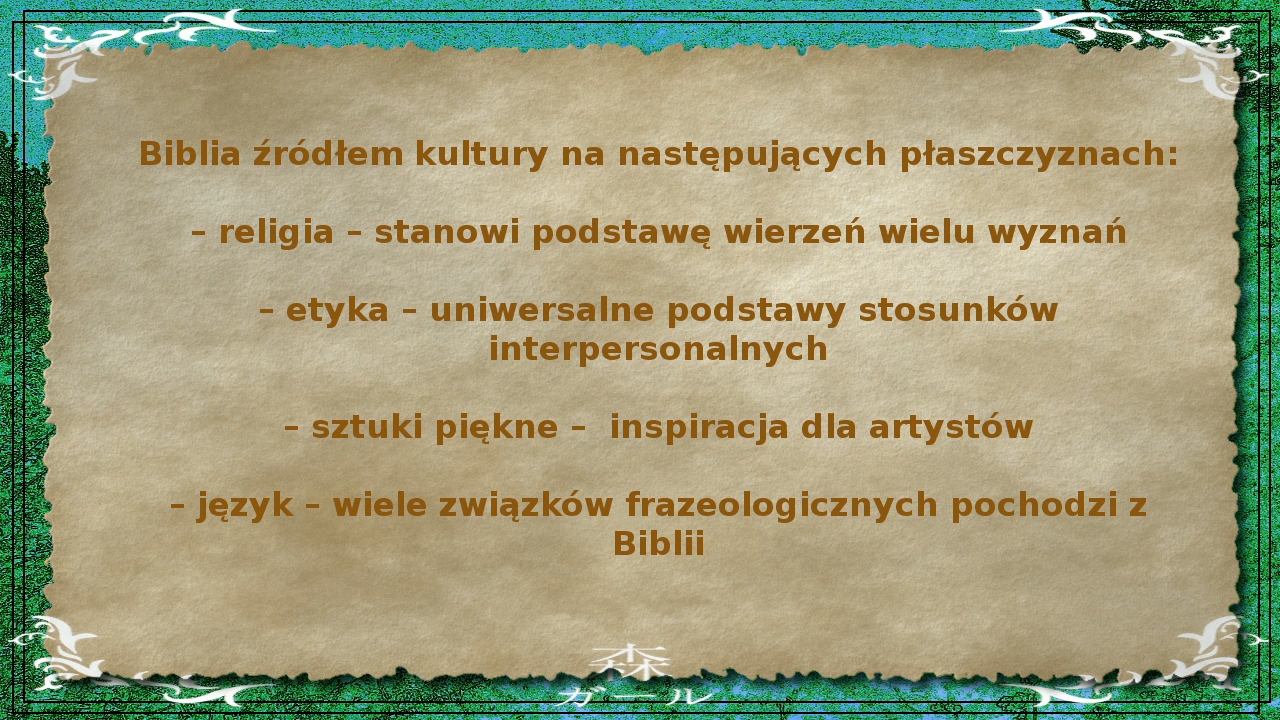 Biblia źródłem kultury na następujących płaszczyznach:
– religia – stanowi podstawę wierzeń wielu wyznań
– etyka – uniwersalne podstawy stosunków
interpersonalnych
– sztuki piękne –  inspiracja dla artystów
– język – wiele związków frazeologicznych pochodzi z
Biblii
森
ガール